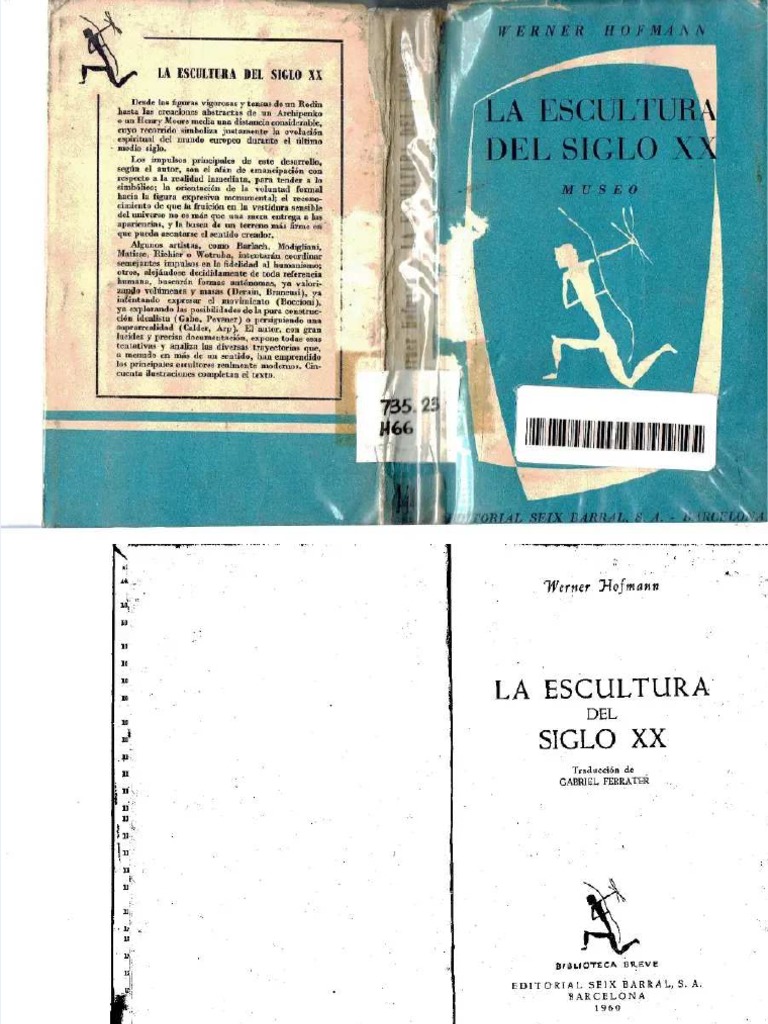 LA ESCULTURA DEL SIGLO XX
Desde las figuras vigorosas y tensas de un Rodin
hasta las creaciones abstractas de un Archipenko
o un Henry Moore media una distancia considerable,
cuyo recorrido simboliza justamente la evolución
espiritual del mundo europeo durante el último
medio siglo.
Los impulsos principales de este desarrollo,
según el autor, son el afán de emancipación con
respecto a la realidad inmediata, para tender a lo
simbólico; la orientación de la voluntad formal
hacia la figura expresiva monumental; el recono-
cimiento de que la fruición en la vestidura sensible
del universo no es más que una mera entrega a las
apariencias, y la busca de un terreno más firme en
que pueda asentarse el sentido creador.
Algunos artistas, como Barlach, Modigliani,
Matisse, Richier o Wotruba, intentarán coordinar
semejantes impulsos en la fidelidad al humanismo;
otros, alejándose decididamente de toda referencia
humana, buscarán formas autónomas, ya valori-
zando volúmenes y masas (Derain, Brancusi), ya
intentando expresar el movimiento (Boccioni),
ya explorando las posibilidades de la pura construc-
ción idealista (Gabo, Pevsner) o persiguiendo una
suprarrealidad (Calder, Arp). El autor, con gran
lucidez y precisa documentación, expone todas esas
tentativas y analiza las diversas trayectorias que,
a menudo en más de un sentido, han emprendido
los principales escultores realmente modernos. Cin-
cuenta ilustraciones completan el texto.
735.23
H66
WERNER HOFMANN
LA ESCULTURA
DEL SIGLO XX
MUSEO
EDITORIAL SEIX BARRAL, S. A. - BARCELONA
Werner Hofmann
LA ESCULTURA
DEL
SIGLO XX
Traducción de
GABRIEL FERRATER
BIBLIOTECA BREVE
EDITORIAL SEIX BARRAL, S. A.
BARCELONA
1960